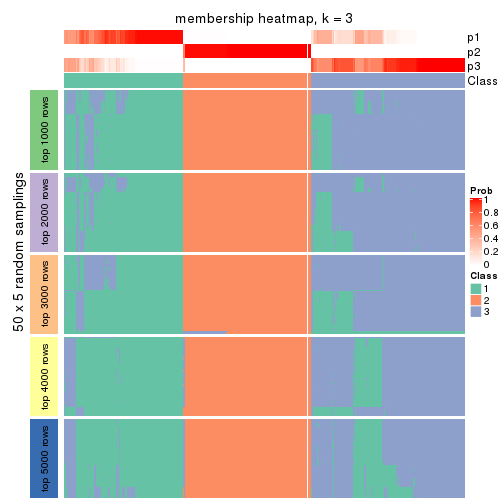 membership heatmap, k = 3
p1
p2
p3
Class
50 x 5 random samplings
top 1000 rows
top 2000 rows
top 3000 rows
top 4000 rows
top 5000 rows
Prob
1
0.8
0.6
0.4
0.2
0
Class
1
2
3